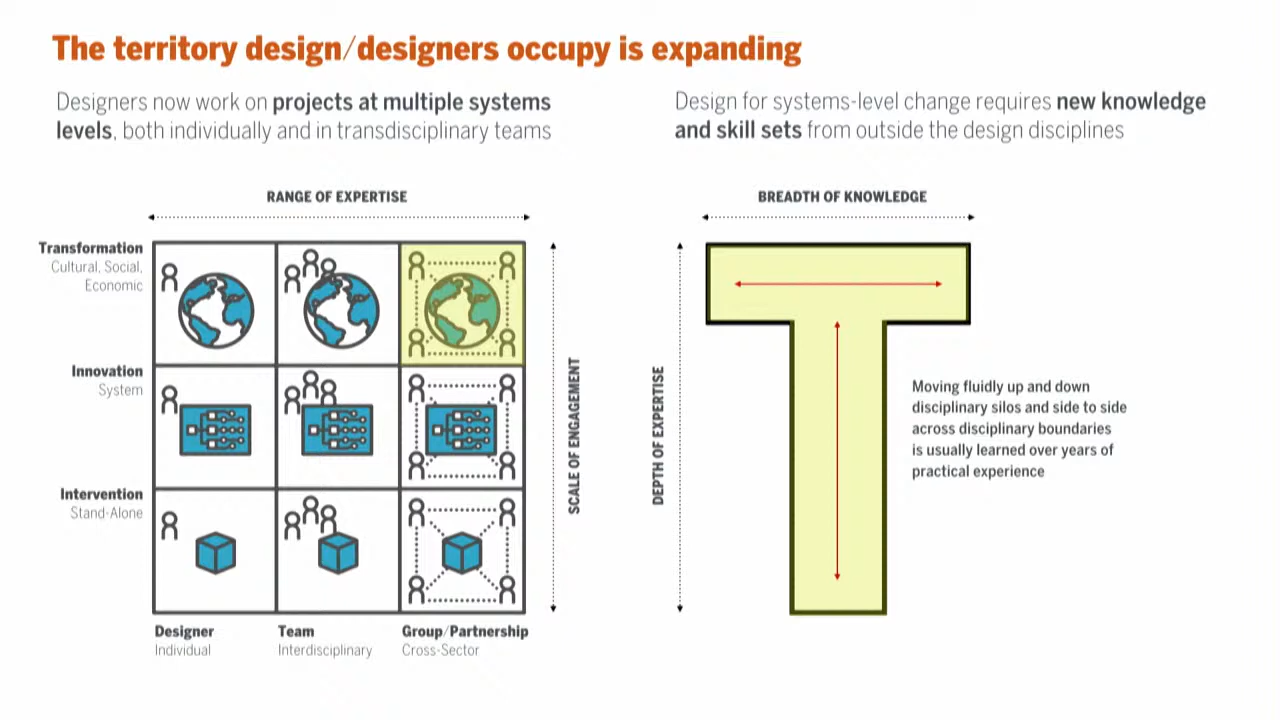 The territory design/designers occupy is expanding
Designers now work on projects at multiple systems
levels, both individually and in transdisciplinary teams
Design for systems-level change requires new knowledge
and skill sets from outside the design disciplines
RANGE OF EXPERTISE
Transformation
Cultural, Social,
Economic
Innovation
System
Intervention
Stand-Alone
SCALE OF ENGAGEMENT
Designer
Individual
Team
Interdisciplinary
Group/Partnership
Cross-Sector
BREADTH OF KNOWLEDGE
DEPTH OF EXPERTISE
Moving fluidly up and down
disciplinary silos and side to side
across disciplinary boundaries
is usually learned over years of
practical experience